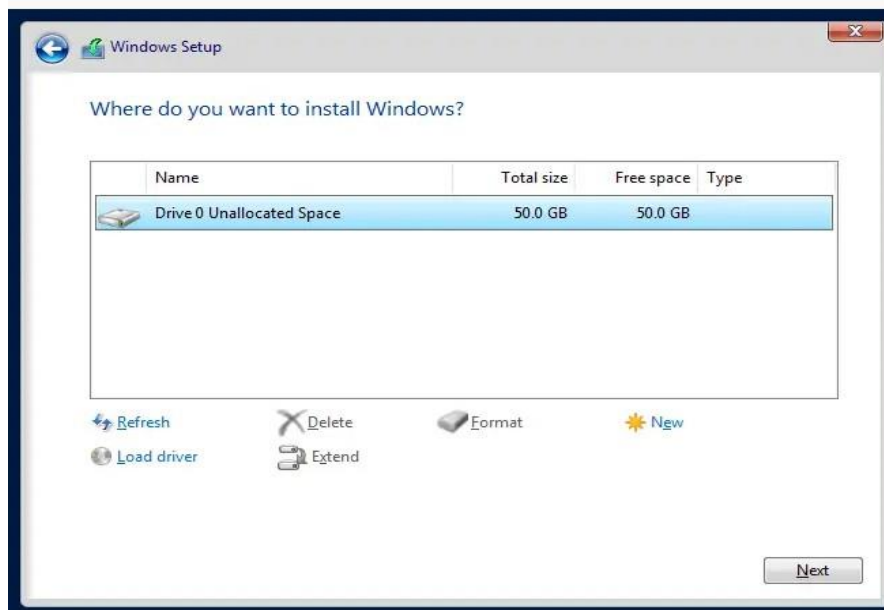 Windows Setup
Where do you want to install Windows?
Name Total size Free space Type
Drive 0 Unallocated Space 50.0 GB 50.0 GB
Refresh Delete Format New
Load driver Extend
Next